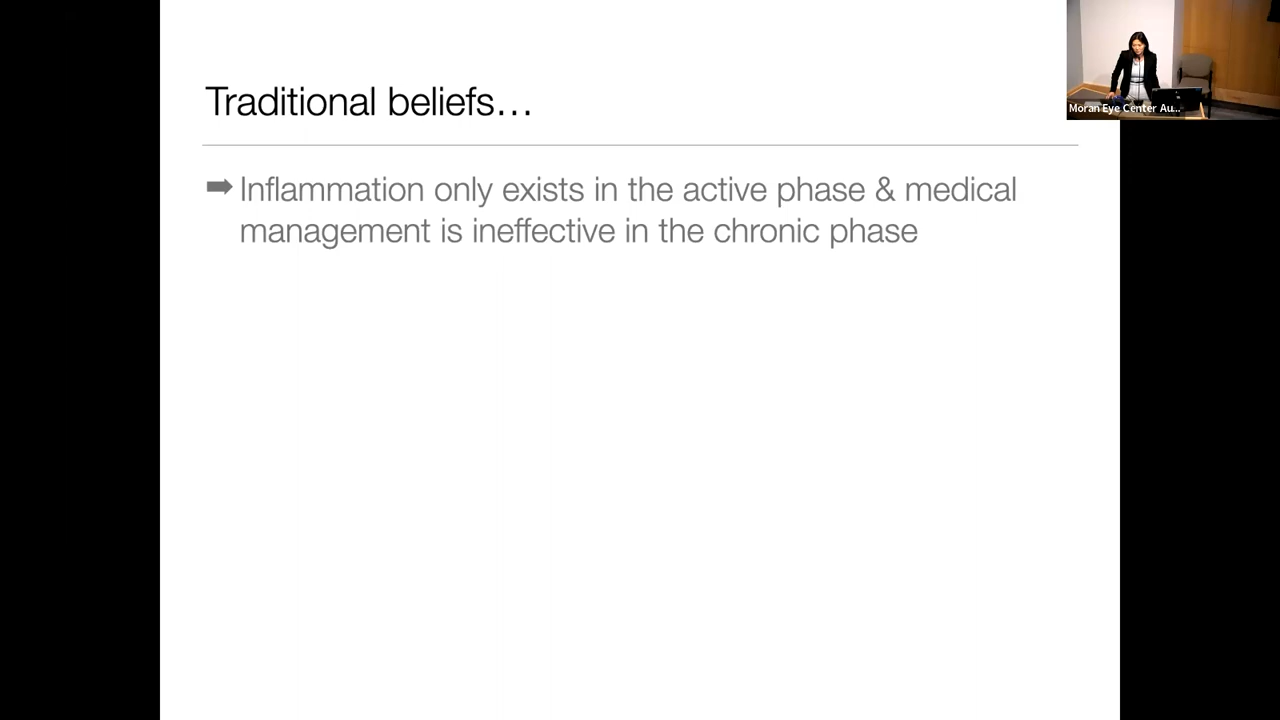 Traditional beliefs…
➡ Inflammation only exists in the active phase & medical
management is ineffective in the chronic phase
Moran Eye Center Au...